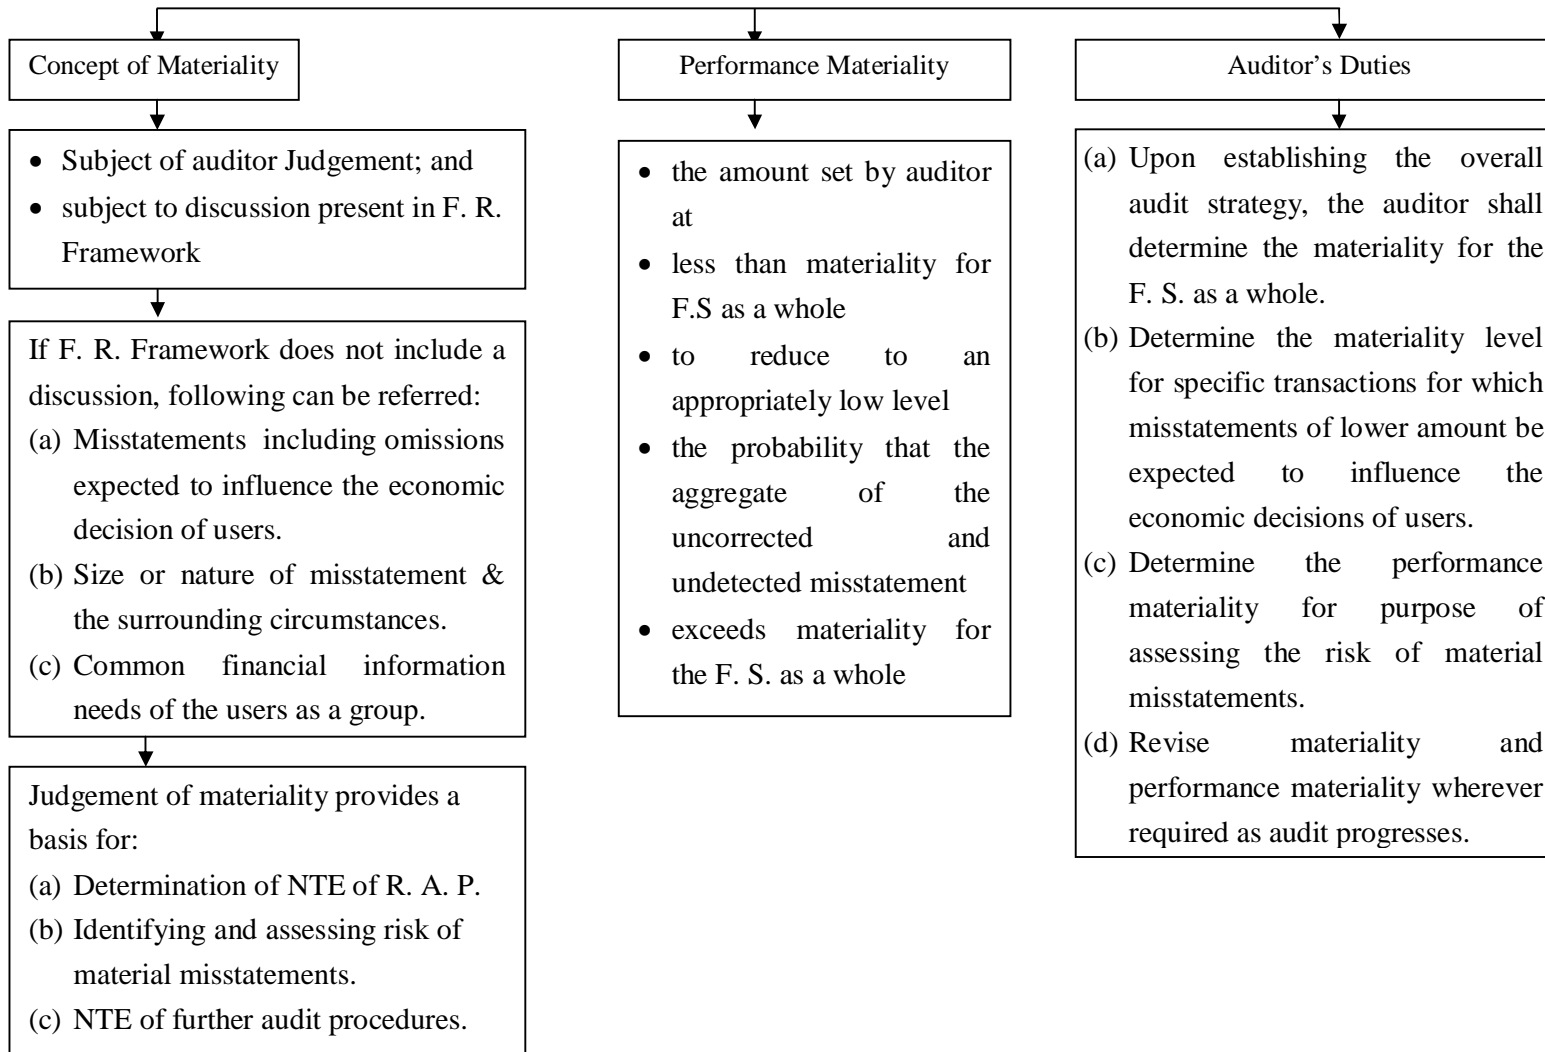 Concept of Materiality
• Subject of auditor Judgement; and
• subject to discussion present in F. R.
Framework
If F. R. Framework does not include a
discussion, following can be referred:
(a) Misstatements including omissions
expected to influence the economic
decision of users.
(b) Size or nature of misstatement &
the surrounding circumstances.
(c) Common financial information
needs of the users as a group.
Judgement of materiality provides a
basis for:
(a) Determination of NTE of R. A. P.
(b) Identifying and assessing risk of
material misstatements.
(c) NTE of further audit procedures.
Performance Materiality
• the amount set by auditor
at
• less than materiality for
F.S as a whole
• to reduce to an
appropriately low level
• the probability that the
aggregate of the
uncorrected and
undetected misstatement
• exceeds materiality for
the F. S. as a whole
Auditor’s Duties
(a) Upon establishing the overall
audit strategy, the auditor shall
determine the materiality for the
F. S. as a whole.
(b) Determine the materiality level
for specific transactions for which
misstatements of lower amount be
expected to influence the
economic decisions of users.
(c) Determine the performance
materiality for purpose of
assessing the risk of material
misstatements.
(d) Revise materiality and
performance materiality wherever
required as audit progresses.